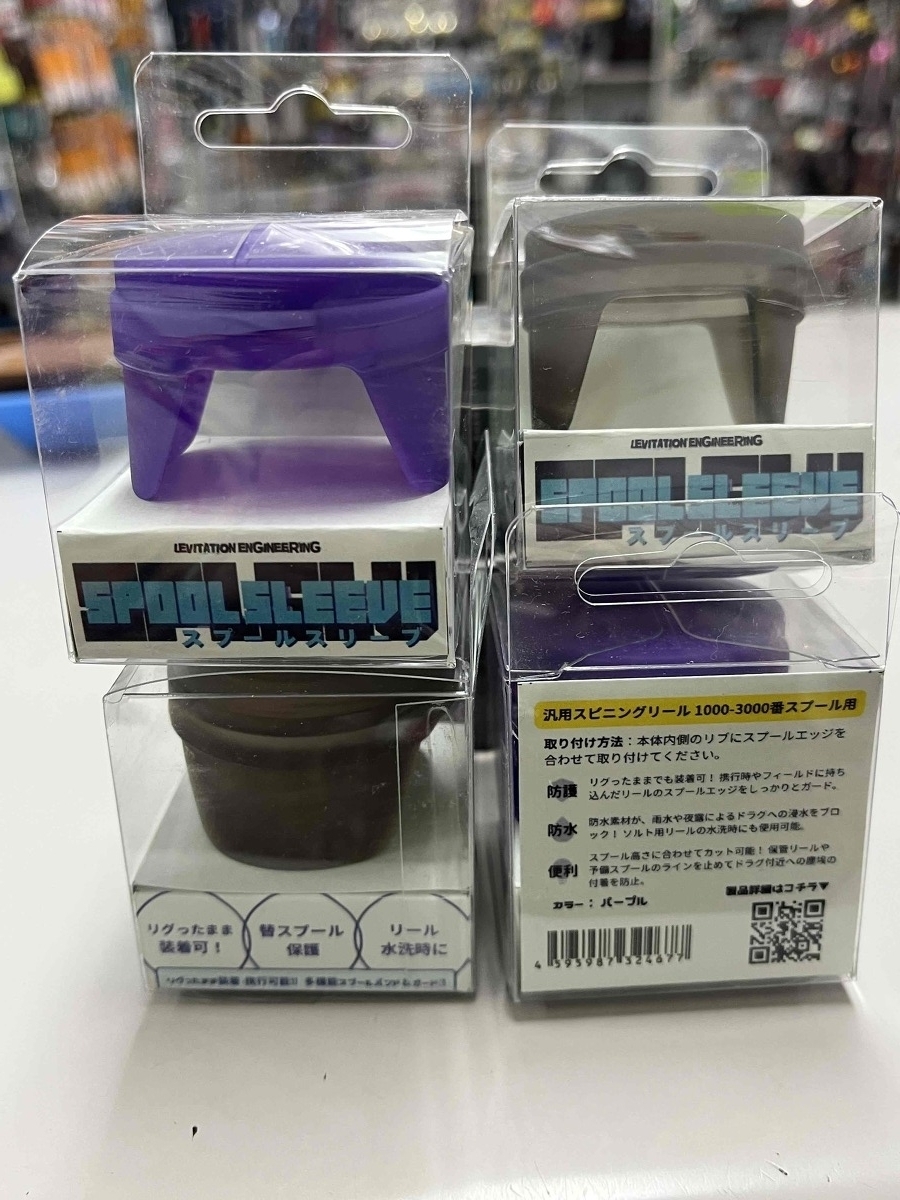 LEVITATION ENGINEERING
SPOOL SLEEVE
スプールスリーブ
LEVITATION ENGINEERING
SPOOL SLEEVE
スプールスリーブ
リグったまま
装着可！
替スプール
保護
リール
水洗時に
汎用スピニングリール 1000-3000番スプール用
取り付け方法：本体内側のリブにスプールエッジを
合わせて取り付けてください。
防護
リグったままでも装着可！ 携行時やフィールドに持ち
込んだリールのスプールエッジをしっかりとガード。
防水
防水素材が、雨水や夜露によるドラグへの浸水をブロ
ック！ ソルト用リールの水洗時にも使用可能。
便利
スプール高さに合わせてカット可能！ 保管リールや
予備スプールのラインを止めてドラグ付近への塵埃の
付着を防止。
製品詳細はコチラ▼
カラー： パープル